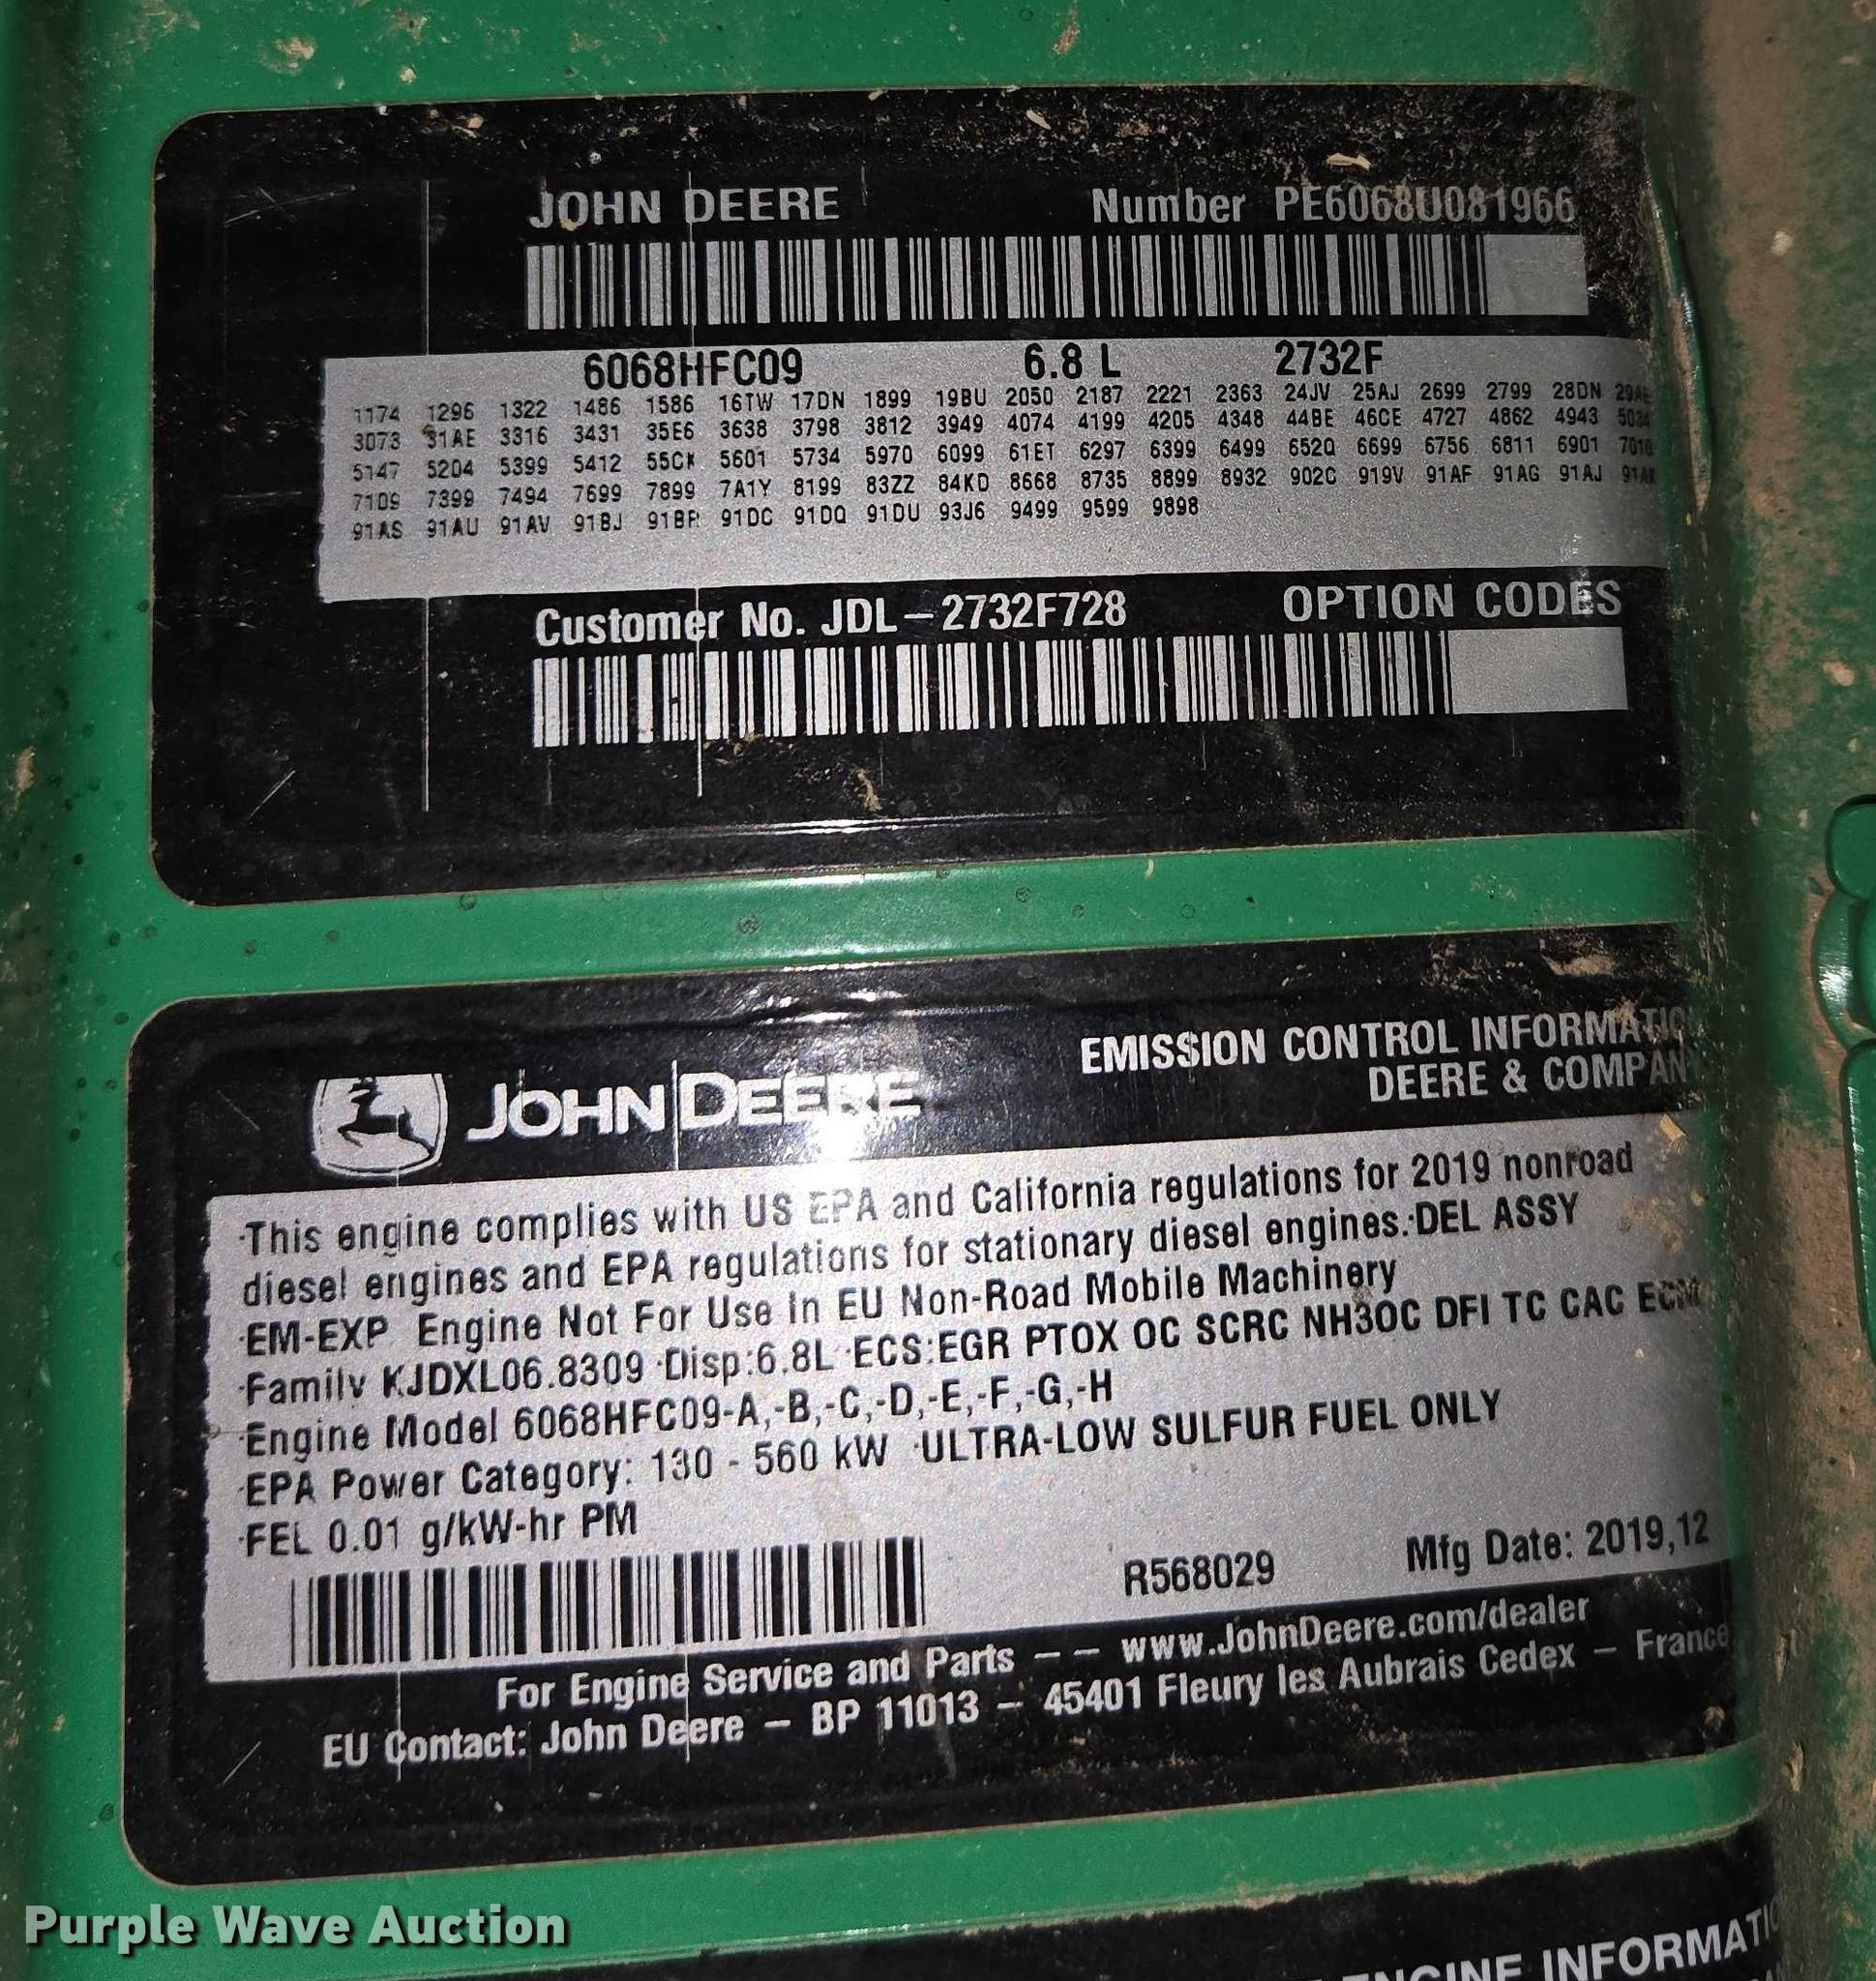 JOHN DEERE Number PE6068U081966
6068HFC09 6.8 L 2732F
1174 1296 1322 1486 1586 16TW 17DN 1899 19BU 2050 2187 2221 2363 24JV 25AJ 2699 2799 28DN
3073 31AE 3316 3431 35E6 3638 3798 3812 3949 4074 4199 4205 4348 44BE 46CE 4727 4862 4943
5147 5204 5399 5412 55CK 5601 5734 5970 6099 61ET 6297 6399 6499 652Q 6699 6756 6811 6901
7109 7399 7494 7699 7899 7A1Y 8199 83ZZ 84KD 8668 8735 8899 8932 902C 919V 91AF 91AG 91AJ
91AS 91AU 91AV 91BJ 91BR 91DC 91DQ 91DU 93J6 9499 9599 9898
Customer No. JDL-2732F728 OPTION CODES
JOHN DEERE
EMISSION CONTROL INFORMATIO
DEERE & COMPANY
·This engine complies with US EPA and California regulations for 2019 nonroad
diesel engines and EPA regulations for stationary diesel engines.·DEL ASSY
·EM-EXP Engine Not For Use In EU Non-Road Mobile Machinery
·Family KJDXL06.8309 ·Disp:6.8L ·ECS:EGR PTOX OC SCRC NH3OC DFI TC CAC ECM
·Engine Model 6068HFC09-A,-B,-C,-D,-E,-F,-G,-H
·EPA Power Category: 130 - 560 kW ·ULTRA-LOW SULFUR FUEL ONLY
·FEL 0.01 g/kW-hr PM
R568029 Mfg Date: 2019,12
For Engine Service and Parts -- www.JohnDeere.com/dealer
EU Contact: John Deere - BP 11013 - 45401 Fleury les Aubrais Cedex - France
INFORMATIO
Purple Wave Auction